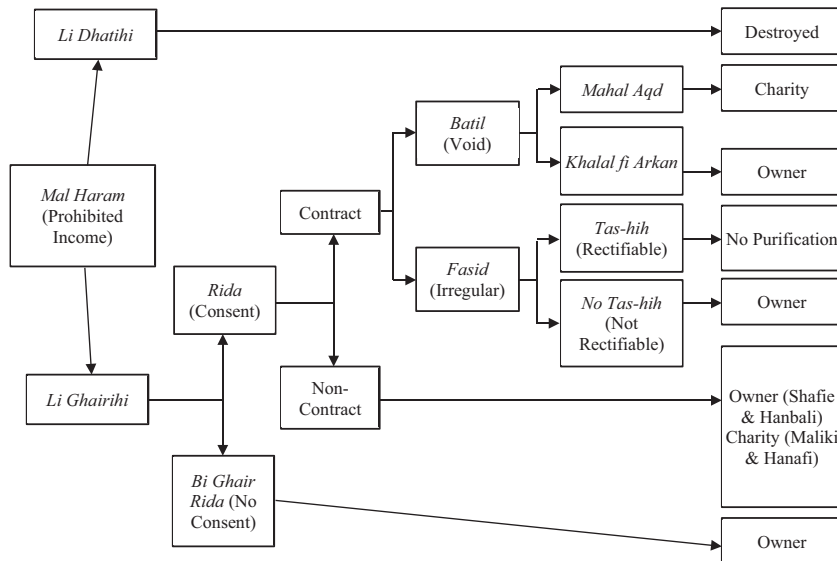 Li Dhatihi
Destroyed
Mahal Aqd
Charity
Batil
(Void)
Khalal fi Arkan
Owner
Mal Haram
(Prohibited
Income)
Contract
Tas-hih
(Rectifiable)
No Purification
Fasid
(Irregular)
Rida
(Consent)
No Tas-hih
(Not
Rectifiable)
Owner
Li Ghairihi
Non-
Contract
Owner (Shafie
& Hanbali)
Charity (Maliki
& Hanafi)
Bi Ghair
Rida (No
Consent)
Owner